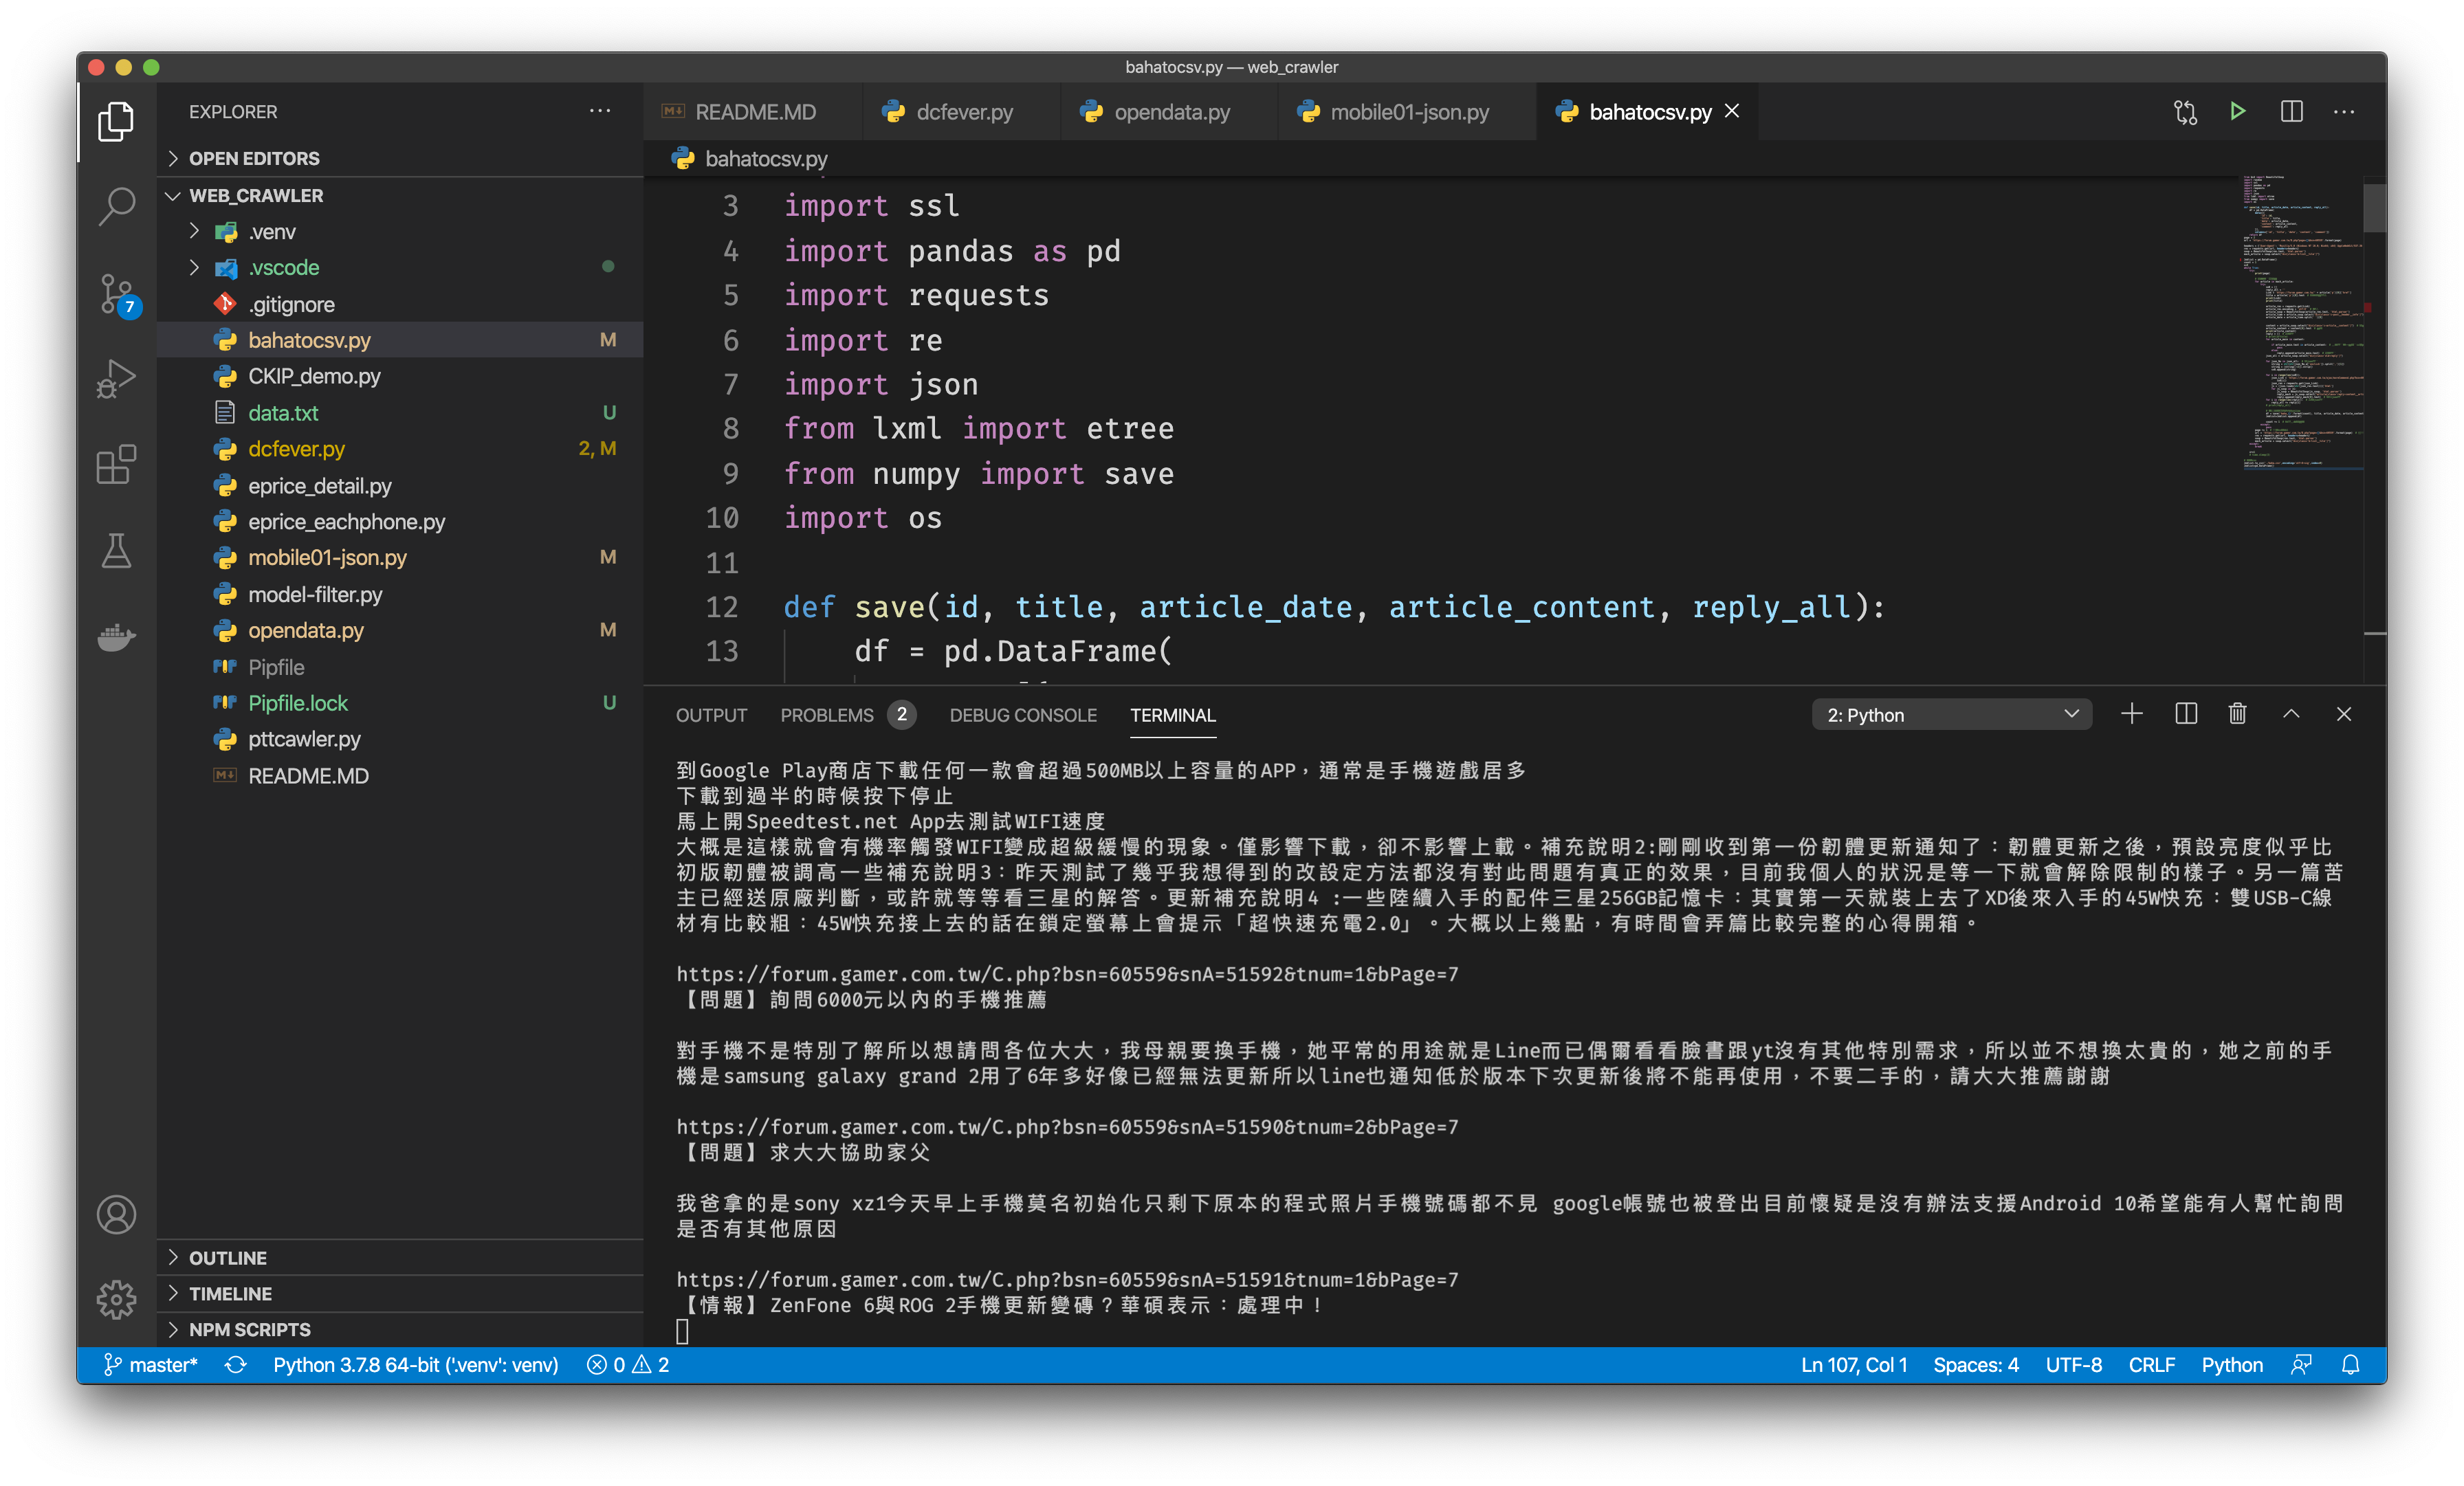 bahatocsv.py — web_crawler
EXPLORER
README.MD
dcfever.py
opendata.py
mobile01-json.py
bahatocsv.py
OPEN EDITORS
bahatocsv.py
WEB_CRAWLER
.venv
.vscode
.gitignore
bahatocsv.py M
CKIP_demo.py
data.txt U
dcfever.py 2, M
eprice_detail.py
eprice_eachphone.py
mobile01-json.py M
model-filter.py
opendata.py M
Pipfile
Pipfile.lock U
pttcawler.py
README.MD
7
3 import ssl
4 import pandas as pd
5 import requests
6 import re
7 import json
8 from lxml import etree
9 from numpy import save
10 import os
11
12 def save(id, title, article_date, article_content, reply_all):
13 df = pd.DataFrame(
OUTPUT PROBLEMS 2 DEBUG CONSOLE TERMINAL
2: Python
到Google Play商店下載任何一款會超過500MB以上容量的APP，通常是手機遊戲居多
下載到過半的時候按下停止
馬上開Speedtest.net App去測試WIFI速度
大概是這樣就會有機率觸發WIFI變成超級緩慢的現象。僅影響下載，卻不影響上載。補充說明2:剛剛收到第一份韌體更新通知了：韌體更新之後，預設亮度似乎比
初版韌體被調高一些補充說明3：昨天測試了幾乎我想得到的改設定方法都沒有對此問題有真正的效果，目前我個人的狀況是等一下就會解除限制的樣子。另一篇苦
主已經送原廠判斷，或許就等等看三星的解答。更新補充說明4 :一些陸續入手的配件三星256GB記憶卡：其實第一天就裝上去了XD後來入手的45W快充：雙USB-C線
材有比較粗：45W快充接上去的話在鎖定螢幕上會提示「超快速充電2.0」。大概以上幾點，有時間會弄篇比較完整的心得開箱。
https://forum.gamer.com.tw/C.php?bsn=60559&snA=51592&tnum=1&bPage=7
【問題】詢問6000元以內的手機推薦
對手機不是特別了解所以想請問各位大大，我母親要換手機，她平常的用途就是Line而已偶爾看看臉書跟yt沒有其他特別需求，所以並不想換太貴的，她之前的手
機是samsung galaxy grand 2用了6年多好像已經無法更新所以line也通知低於版本下次更新後將不能再使用，不要二手的，請大大推薦謝謝
https://forum.gamer.com.tw/C.php?bsn=60559&snA=51590&tnum=2&bPage=7
【問題】求大大協助家父
我爸拿的是sony xz1今天早上手機莫名初始化只剩下原本的程式照片手機號碼都不見 google帳號也被登出目前懷疑是沒有辦法支援Android 10希望能有人幫忙詢問
是否有其他原因
https://forum.gamer.com.tw/C.php?bsn=60559&snA=51591&tnum=1&bPage=7
【情報】ZenFone 6與ROG 2手機更新變磚？華碩表示：處理中！
OUTLINE
TIMELINE
NPM SCRIPTS
master* Python 3.7.8 64-bit ('.venv': venv) 0 2 Ln 107, Col 1 Spaces: 4 UTF-8 CRLF Python